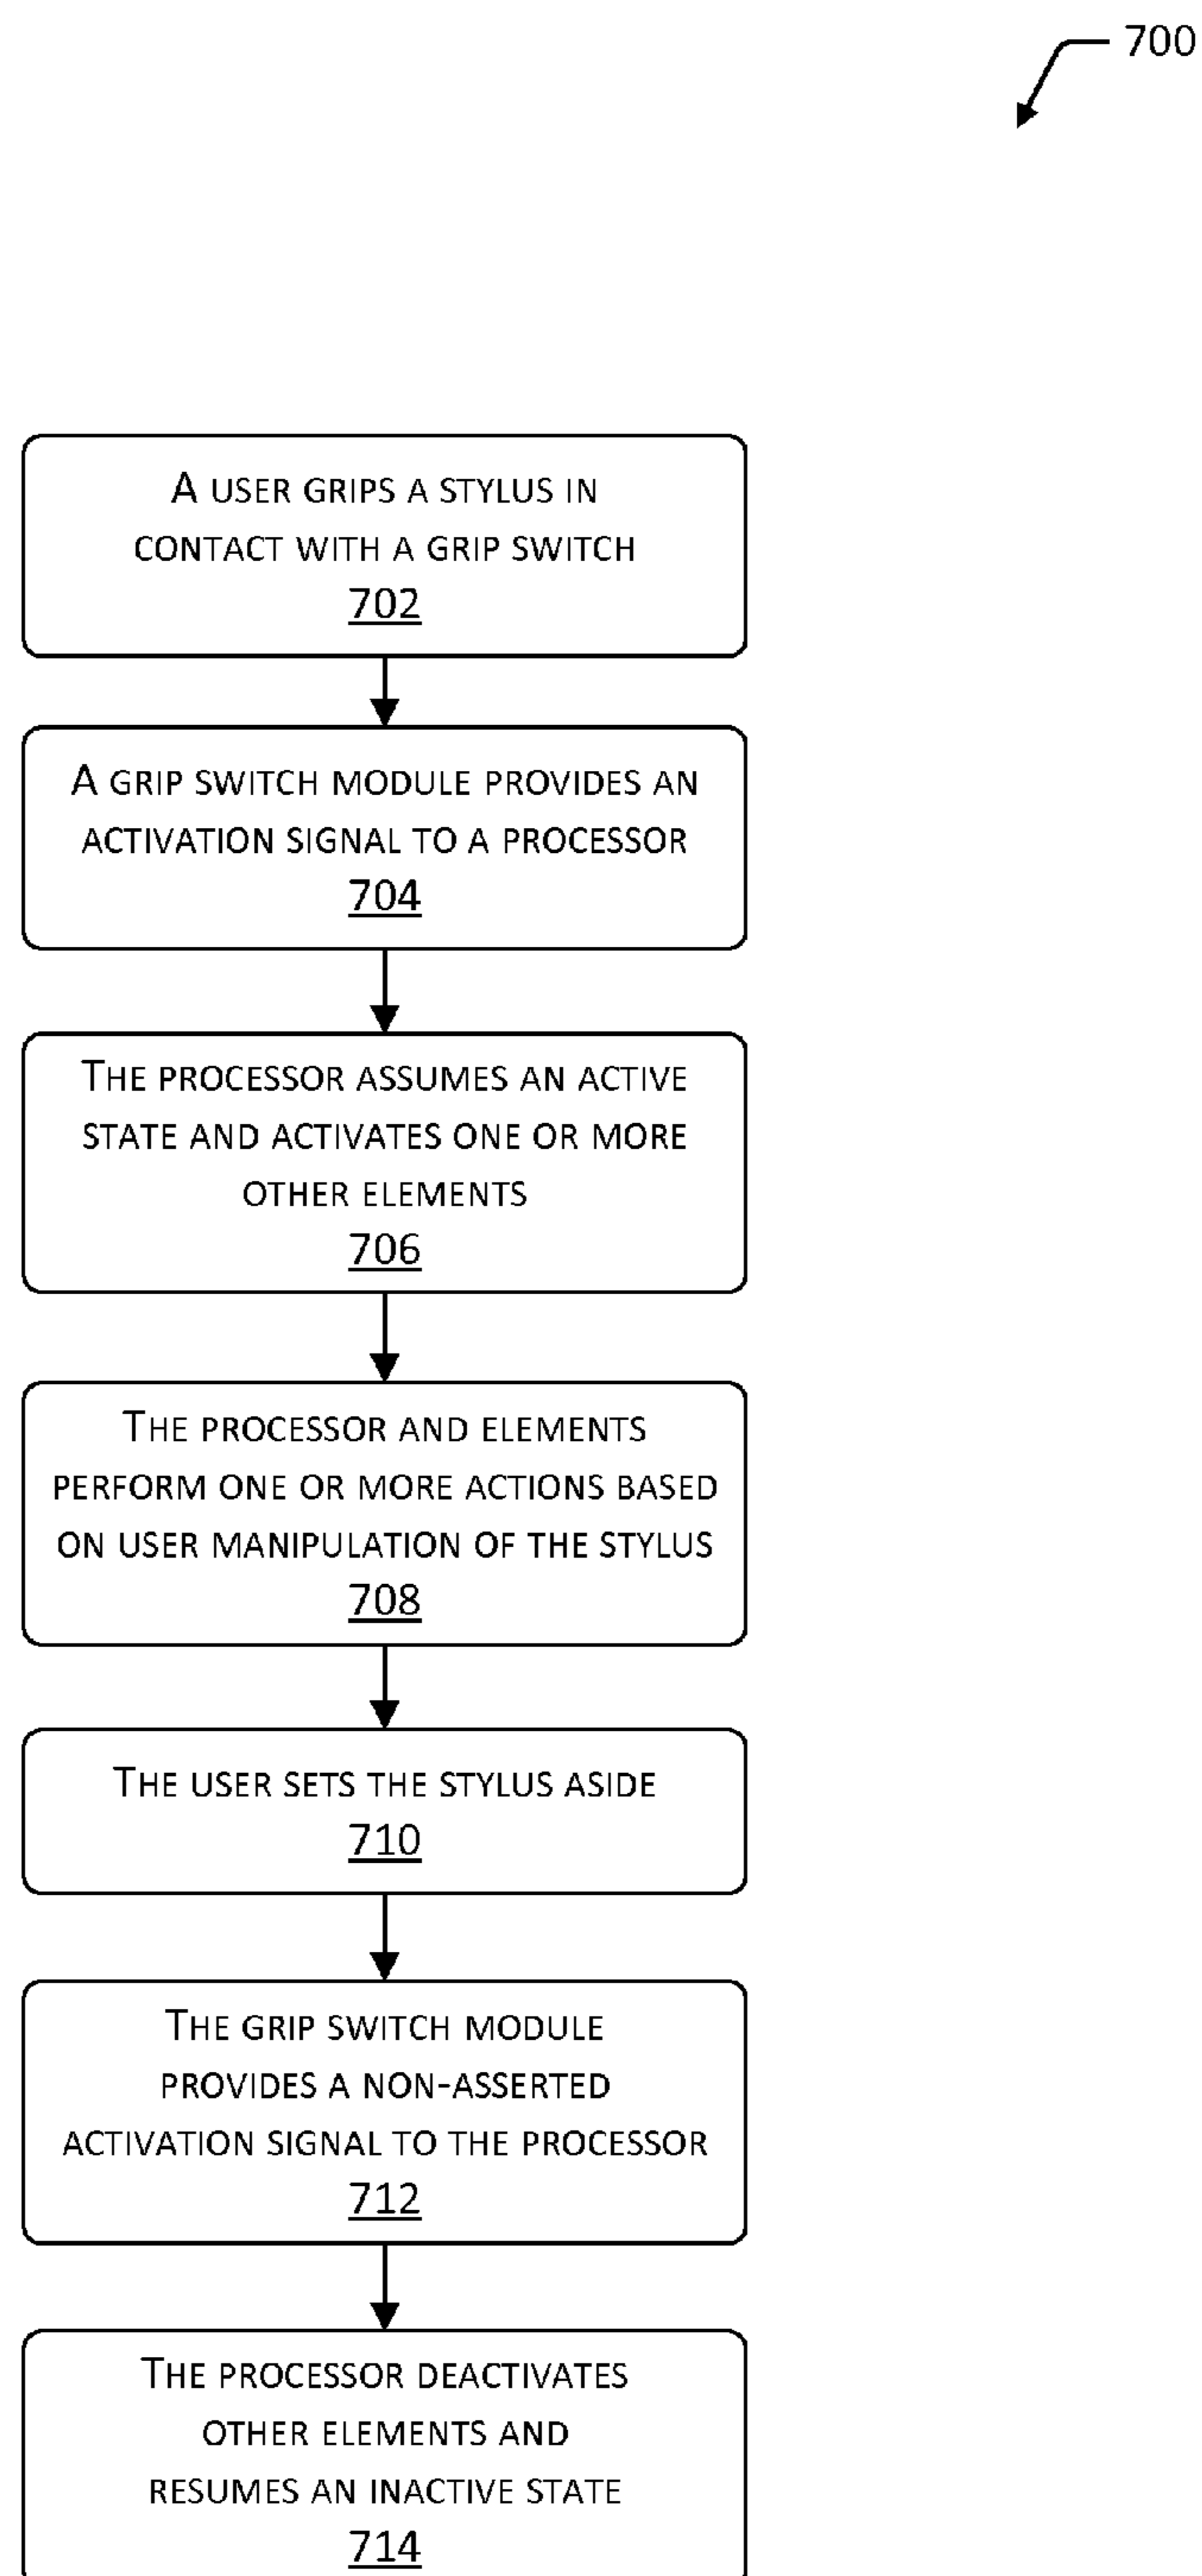 700
A USER GRIPS A STYLUS IN
CONTACT WITH A GRIP SWITCH
702
A GRIP SWITCH MODULE PROVIDES AN
ACTIVATION SIGNAL TO A PROCESSOR
704
THE PROCESSOR ASSUMES AN ACTIVE
STATE AND ACTIVATES ONE OR MORE
OTHER ELEMENTS
706
THE PROCESSOR AND ELEMENTS
PERFORM ONE OR MORE ACTIONS BASED
ON USER MANIPULATION OF THE STYLUS
708
THE USER SETS THE STYLUS ASIDE
710
THE GRIP SWITCH MODULE
PROVIDES A NON-ASSERTED
ACTIVATION SIGNAL TO THE PROCESSOR
712
THE PROCESSOR DEACTIVATES
OTHER ELEMENTS AND
RESUMES AN INACTIVE STATE
714